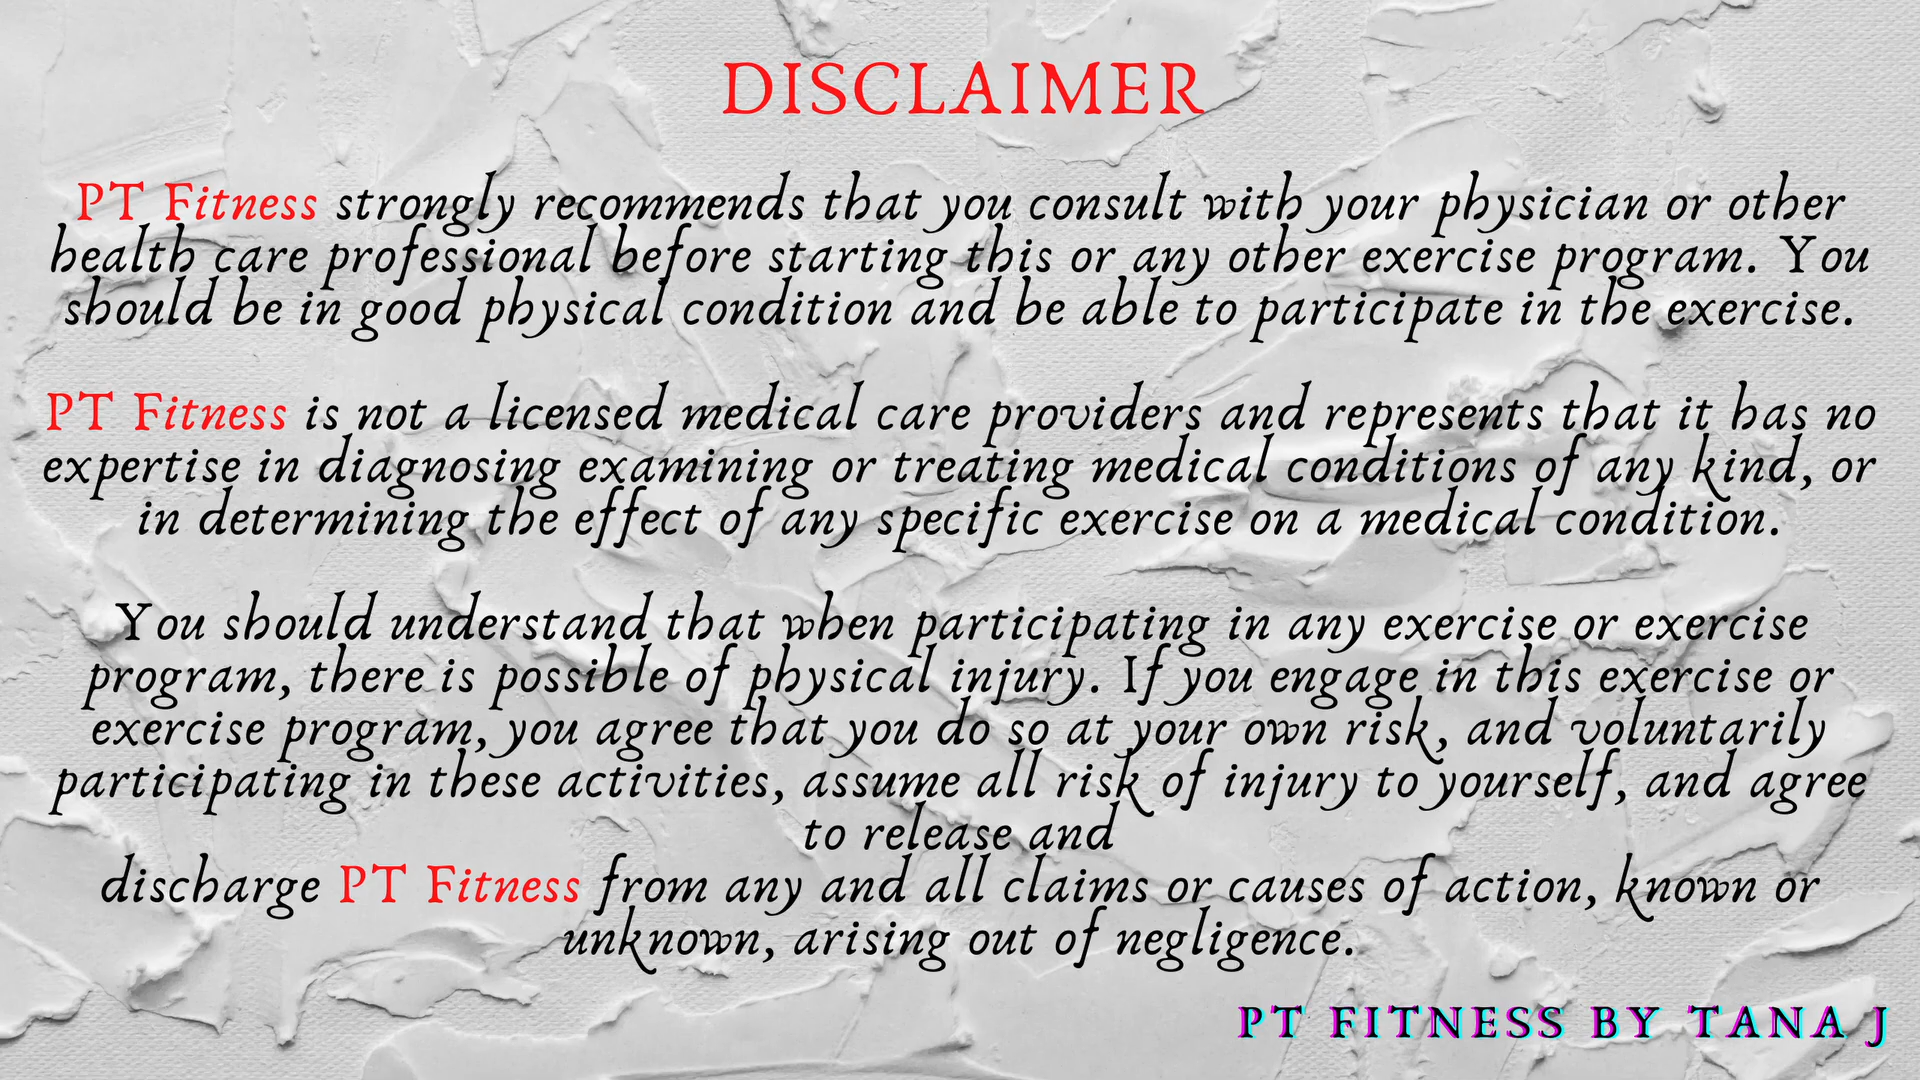 DISCLAIMER
PT Fitness strongly recommends that you consult with your physician or other
health care professional before starting this or any other exercise program. You
should be in good physical condition and be able to participate in the exercise.
PT Fitness is not a licensed medical care providers and represents that it has no
expertise in diagnosing examining or treating medical conditions of any kind, or
in determining the effect of any specific exercise on a medical condition.
You should understand that when participating in any exercise or exercise
program, there is possible of physical injury. If you engage in this exercise or
exercise program, you agree that you do so at your own risk, and voluntarily
participating in these activities, assume all risk of injury to yourself, and agree
to release and
discharge PT Fitness from any and all claims or causes of action, known or
unknown, arising out of negligence.
PT FITNESS BY TANA J